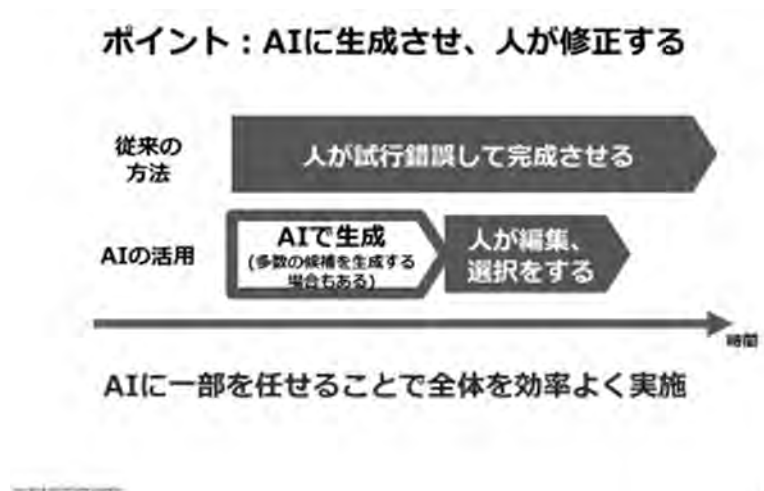 ポイント：AIに生成させ、人が修正する
従来の
方法
人が試行錯誤して完成させる
AIの活用
AIで生成
(多数の候補を生成する
場合もある)
人が編集、
選択をする
時間
AIに一部を任せることで全体を効率よく実施